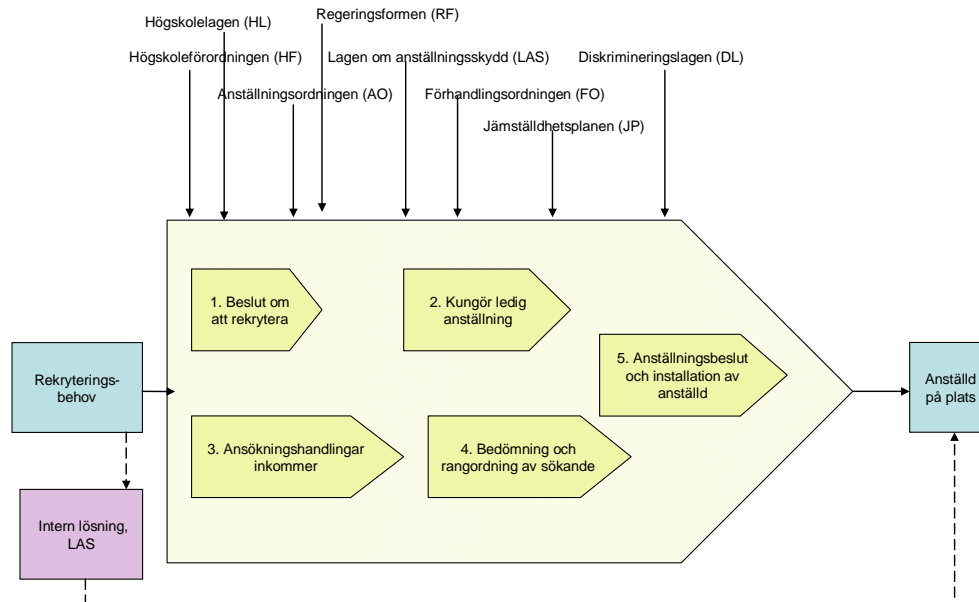 Regeringsformen (RF)
Högskolelagen (HL)
Högskoleförordningen (HF)
Lagen om anställningsskydd (LAS)
Diskrimineringslagen (DL)
Anställningsordningen (AO)
Förhandlingsordningen (FO)
Jämställdhetsplanen (JP)
1. Beslut om
att rekrytera
2. Kungör ledig
anställning
5. Anställningsbeslut
och installation av
anställd
Rekryterings-
behov
Anställd
på plats
3. Ansökningshandlingar
inkommer
4. Bedömning och
rangordning av sökande
Intern lösning,
LAS